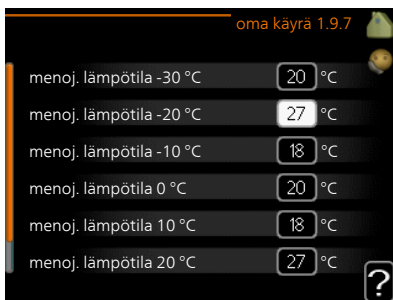 oma käyrä 1.9.7
menoj. lämpötila -30 °C 20 °C
menoj. lämpötila -20 °C 27 °C
menoj. lämpötila -10 °C 18 °C
menoj. lämpötila 0 °C 20 °C
menoj. lämpötila 10 °C 18 °C
menoj. lämpötila 20 °C 27 °C
?